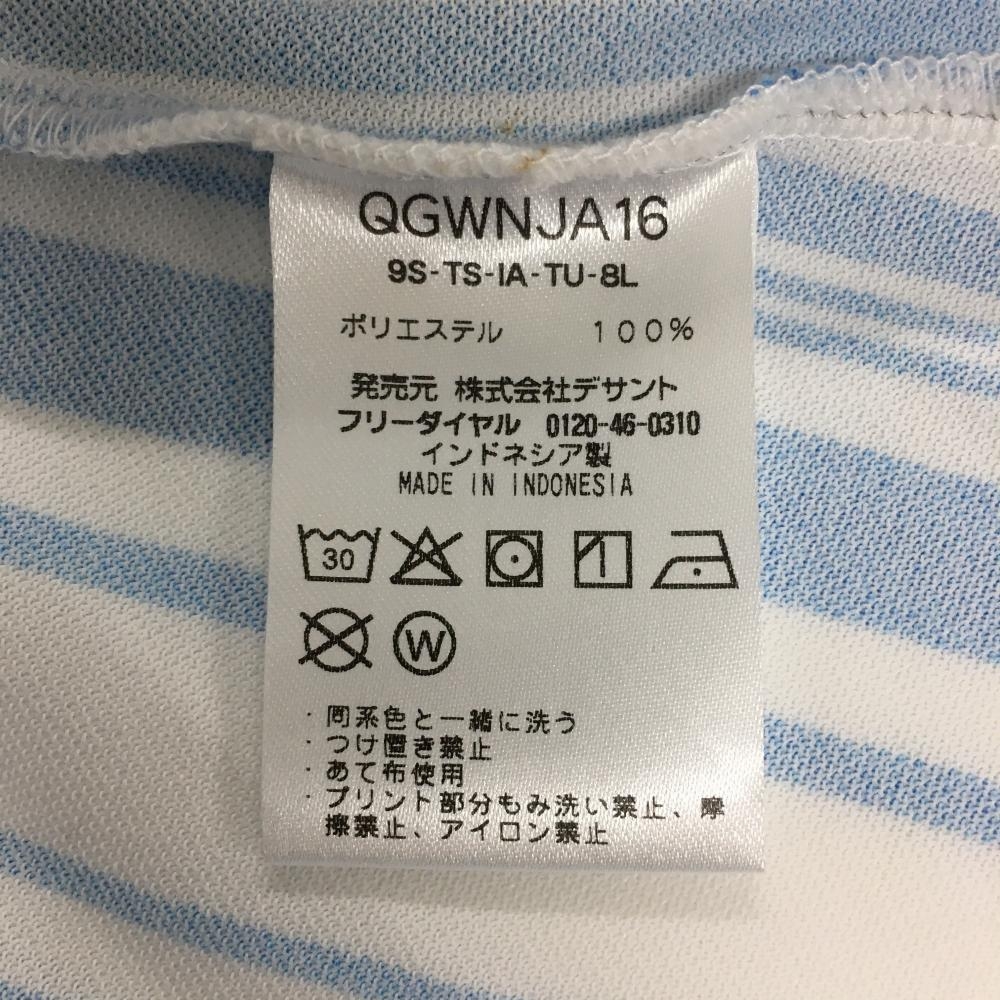 QGWNJA16
9S-TS-IA-TU-8L
ポリエステル 100%
発売元 株式会社デサント
フリーダイヤル 0120-46-0310
インドネシア製
MADE IN INDONESIA
30
W
・同系色と一緒に洗う
・つけ置き禁止
・あて布使用
・プリント部分もみ洗い禁止、摩
擦禁止、アイロン禁止